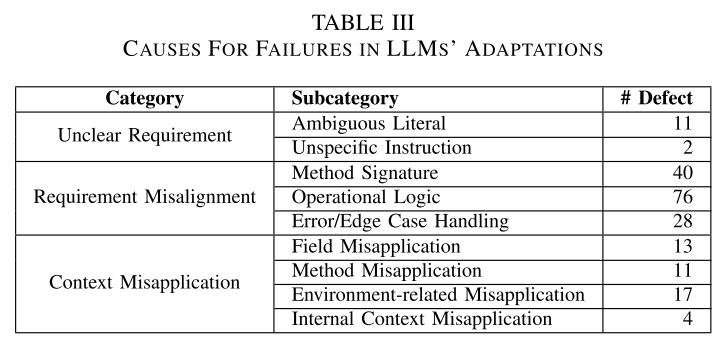 TABLE III
CAUSES FOR FAILURES IN LLMS' ADAPTATIONS
Category Subcategory # Defect
Unclear Requirement
Ambiguous Literal 11
Unspecific Instruction 2
Requirement Misalignment
Method Signature 40
Operational Logic 76
Error/Edge Case Handling 28
Context Misapplication
Field Misapplication 13
Method Misapplication 11
Environment-related Misapplication 17
Internal Context Misapplication 4